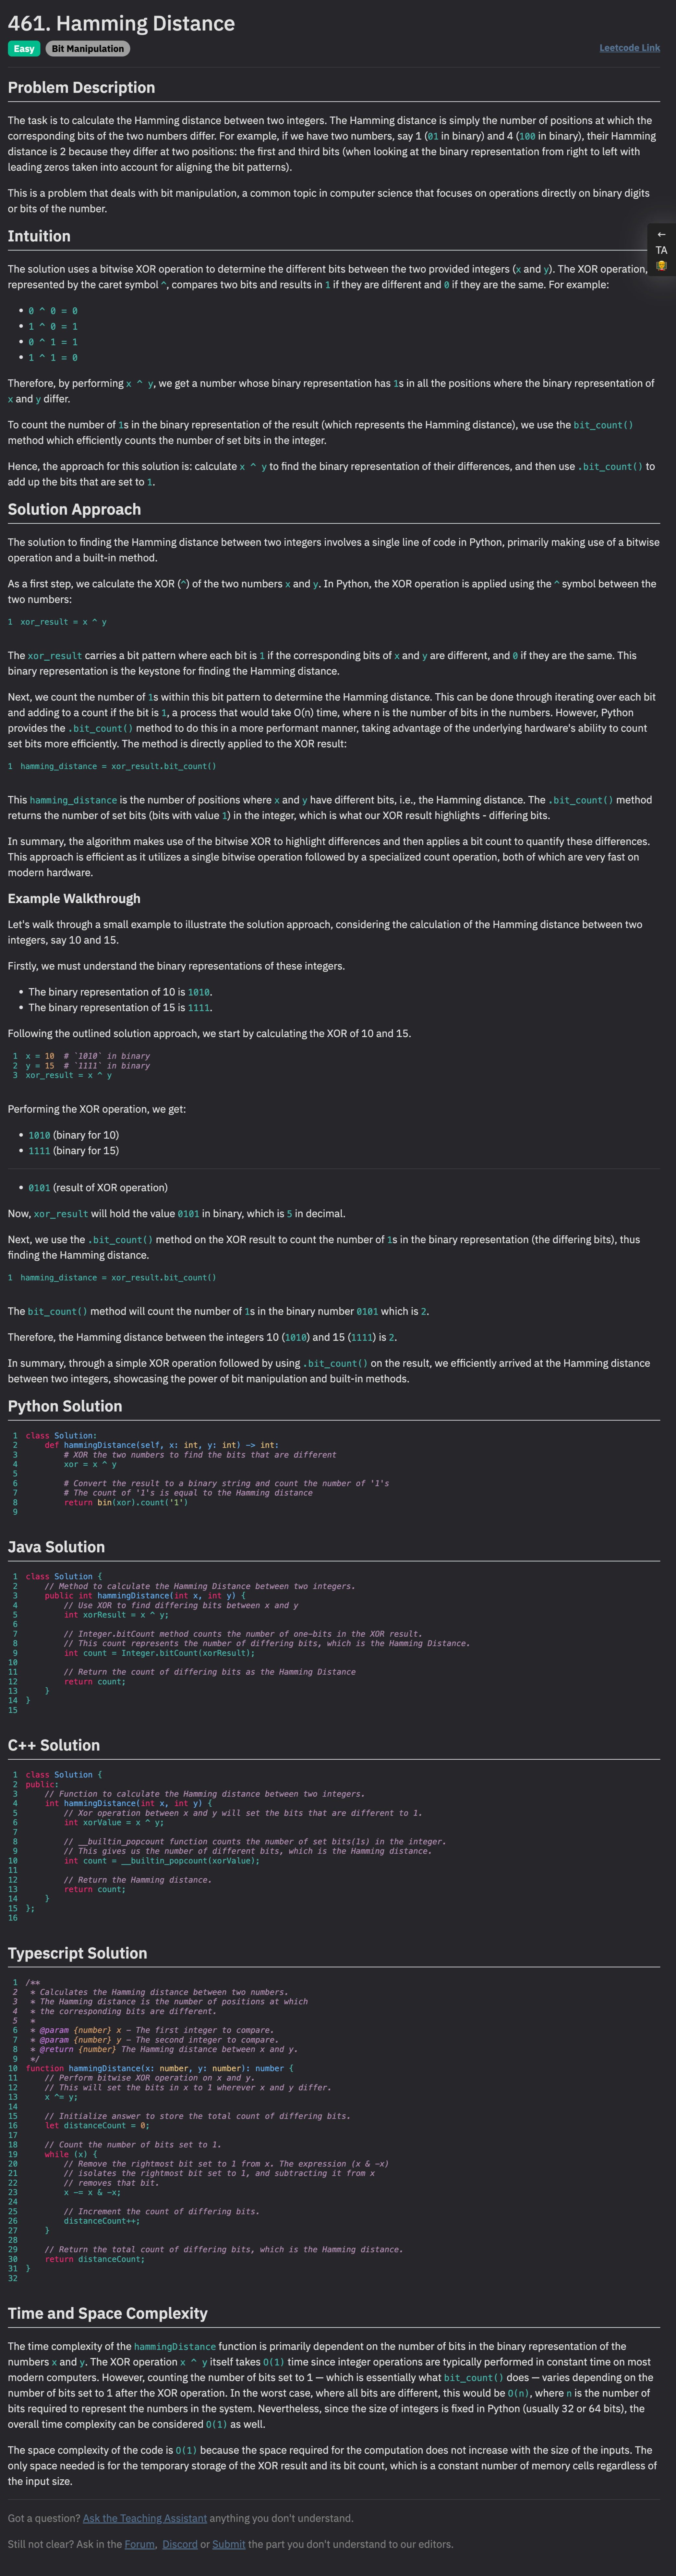 461. Hamming Distance
Easy Bit Manipulation Leetcode Link
Problem Description
The task is to calculate the Hamming distance between two integers. The Hamming distance is simply the number of positions at which the
corresponding bits of the two numbers differ. For example, if we have two numbers, say 1 (01 in binary) and 4 (100 in binary), their Hamming
distance is 2 because they differ at two positions: the first and third bits (when looking at the binary representation from right to left with
leading zeros taken into account for aligning the bit patterns).
This is a problem that deals with bit manipulation, a common topic in computer science that focuses on operations directly on binary digits
or bits of the number.
←
TA
Intuition
The solution uses a bitwise XOR operation to determine the different bits between the two provided integers (x and y). The XOR operation,
represented by the caret symbol ^, compares two bits and results in 1 if they are different and 0 if they are the same. For example:
• 0 ^ 0 = 0
• 1 ^ 0 = 1
• 0 ^ 1 = 1
• 1 ^ 1 = 0
Therefore, by performing x ^ y, we get a number whose binary representation has 1s in all the positions where the binary representation of
x and y differ.
To count the number of 1s in the binary representation of the result (which represents the Hamming distance), we use the bit_count()
method which efficiently counts the number of set bits in the integer.
Hence, the approach for this solution is: calculate x ^ y to find the binary representation of their differences, and then use .bit_count() to
add up the bits that are set to 1.
Solution Approach
The solution to finding the Hamming distance between two integers involves a single line of code in Python, primarily making use of a bitwise
operation and a built-in method.
As a first step, we calculate the XOR (^) of the two numbers x and y. In Python, the XOR operation is applied using the ^ symbol between the
two numbers:
1 xor_result = x ^ y
The xor_result carries a bit pattern where each bit is 1 if the corresponding bits of x and y are different, and 0 if they are the same. This
binary representation is the keystone for finding the Hamming distance.
Next, we count the number of 1s within this bit pattern to determine the Hamming distance. This can be done through iterating over each bit
and adding to a count if the bit is 1, a process that would take O(n) time, where n is the number of bits in the numbers. However, Python
provides the .bit_count() method to do this in a more performant manner, taking advantage of the underlying hardware's ability to count
set bits more efficiently. The method is directly applied to the XOR result:
1 hamming_distance = xor_result.bit_count()
This hamming_distance is the number of positions where x and y have different bits, i.e., the Hamming distance. The .bit_count() method
returns the number of set bits (bits with value 1) in the integer, which is what our XOR result highlights - differing bits.
In summary, the algorithm makes use of the bitwise XOR to highlight differences and then applies a bit count to quantify these differences.
This approach is efficient as it utilizes a single bitwise operation followed by a specialized count operation, both of which are very fast on
modern hardware.
Example Walkthrough
Let's walk through a small example to illustrate the solution approach, considering the calculation of the Hamming distance between two
integers, say 10 and 15.
Firstly, we must understand the binary representations of these integers.
• The binary representation of 10 is 1010.
• The binary representation of 15 is 1111.
Following the outlined solution approach, we start by calculating the XOR of 10 and 15.
1 x = 10 # `1010` in binary
2 y = 15 # `1111` in binary
3 xor_result = x ^ y
Performing the XOR operation, we get:
• 1010 (binary for 10)
• 1111 (binary for 15)
• 0101 (result of XOR operation)
Now, xor_result will hold the value 0101 in binary, which is 5 in decimal.
Next, we use the .bit_count() method on the XOR result to count the number of 1s in the binary representation (the differing bits), thus
finding the Hamming distance.
1 hamming_distance = xor_result.bit_count()
The bit_count() method will count the number of 1s in the binary number 0101 which is 2.
Therefore, the Hamming distance between the integers 10 (1010) and 15 (1111) is 2.
In summary, through a simple XOR operation followed by using .bit_count() on the result, we efficiently arrived at the Hamming distance
between two integers, showcasing the power of bit manipulation and built-in methods.
Python Solution
1 class Solution:
2     def hammingDistance(self, x: int, y: int) -> int:
3         # XOR the two numbers to find the bits that are different
4         xor = x ^ y
5
6         # Convert the result to a binary string and count the number of '1's
7         # The count of '1's is equal to the Hamming distance
8         return bin(xor).count('1')
9
Java Solution
1 class Solution {
2     // Method to calculate the Hamming Distance between two integers.
3     public int hammingDistance(int x, int y) {
4         // Use XOR to find differing bits between x and y
5         int xorResult = x ^ y;
6
7         // Integer.bitCount method counts the number of one-bits in the XOR result.
8         // This count represents the number of differing bits, which is the Hamming Distance.
9         int count = Integer.bitCount(xorResult);
10
11         // Return the count of differing bits as the Hamming Distance
12         return count;
13     }
14 }
15
C++ Solution
1 class Solution {
2 public:
3     // Function to calculate the Hamming distance between two integers.
4     int hammingDistance(int x, int y) {
5         // Xor operation between x and y will set the bits that are different to 1.
6         int xorValue = x ^ y;
7
8         // __builtin_popcount function counts the number of set bits(1s) in the integer.
9         // This gives us the number of different bits, which is the Hamming distance.
10         int count = __builtin_popcount(xorValue);
11
12         // Return the Hamming distance.
13         return count;
14     }
15 };
16
Typescript Solution
1 /**
2  * Calculates the Hamming distance between two numbers.
3  * The Hamming distance is the number of positions at which
4  * the corresponding bits are different.
5  *
6  * @param {number} x - The first integer to compare.
7  * @param {number} y - The second integer to compare.
8  * @return {number} The Hamming distance between x and y.
9  */
10 function hammingDistance(x: number, y: number): number {
11     // Perform bitwise XOR operation on x and y.
12     // This will set the bits in x to 1 wherever x and y differ.
13     x ^= y;
14
15     // Initialize answer to store the total count of differing bits.
16     let distanceCount = 0;
17
18     // Count the number of bits set to 1.
19     while (x) {
20         // Remove the rightmost bit set to 1 from x. The expression (x & -x)
21         // isolates the rightmost bit set to 1, and subtracting it from x
22         // removes that bit.
23         x -= x & -x;
24
25         // Increment the count of differing bits.
26         distanceCount++;
27     }
28
29     // Return the total count of differing bits, which is the Hamming distance.
30     return distanceCount;
31 }
32
Time and Space Complexity
The time complexity of the hammingDistance function is primarily dependent on the number of bits in the binary representation of the
numbers x and y. The XOR operation x ^ y itself takes O(1) time since integer operations are typically performed in constant time on most
modern computers. However, counting the number of bits set to 1 — which is essentially what bit_count() does — varies depending on the
number of bits set to 1 after the XOR operation. In the worst case, where all bits are different, this would be O(n), where n is the number of
bits required to represent the numbers in the system. Nevertheless, since the size of integers is fixed in Python (usually 32 or 64 bits), the
overall time complexity can be considered O(1) as well.
The space complexity of the code is O(1) because the space required for the computation does not increase with the size of the inputs. The
only space needed is for the temporary storage of the XOR result and its bit count, which is a constant number of memory cells regardless of
the input size.
Got a question? Ask the Teaching Assistant anything you don't understand.
Still not clear? Ask in the Forum, Discord or Submit the part you don't understand to our editors.